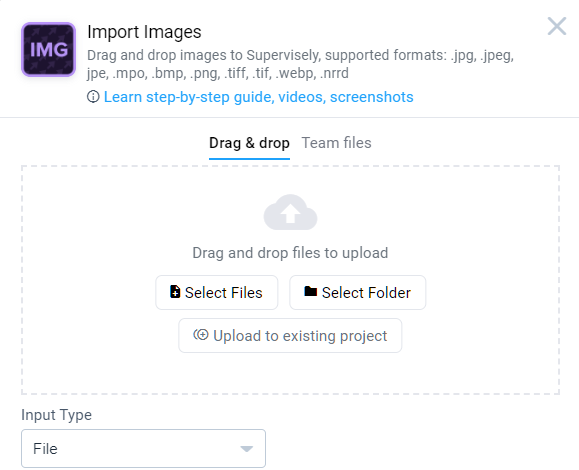 IMG
Import Images
Drag and drop images to Supervisely, supported formats: .jpg, .jpeg,
jpe, .mpo, .bmp, .png, .tiff, .tif, .webp, .nrrd
Learn step-by-step guide, videos, screenshots
Drag & drop Team files
Drag and drop files to upload
Select Files Select Folder
Upload to existing project
Input Type
File